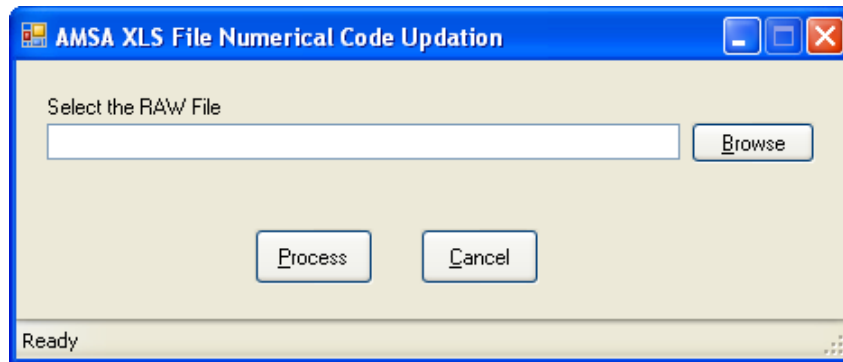 AMSA XLS File Numerical Code Updation
Select the RAW File
Browse
Process Cancel
Ready